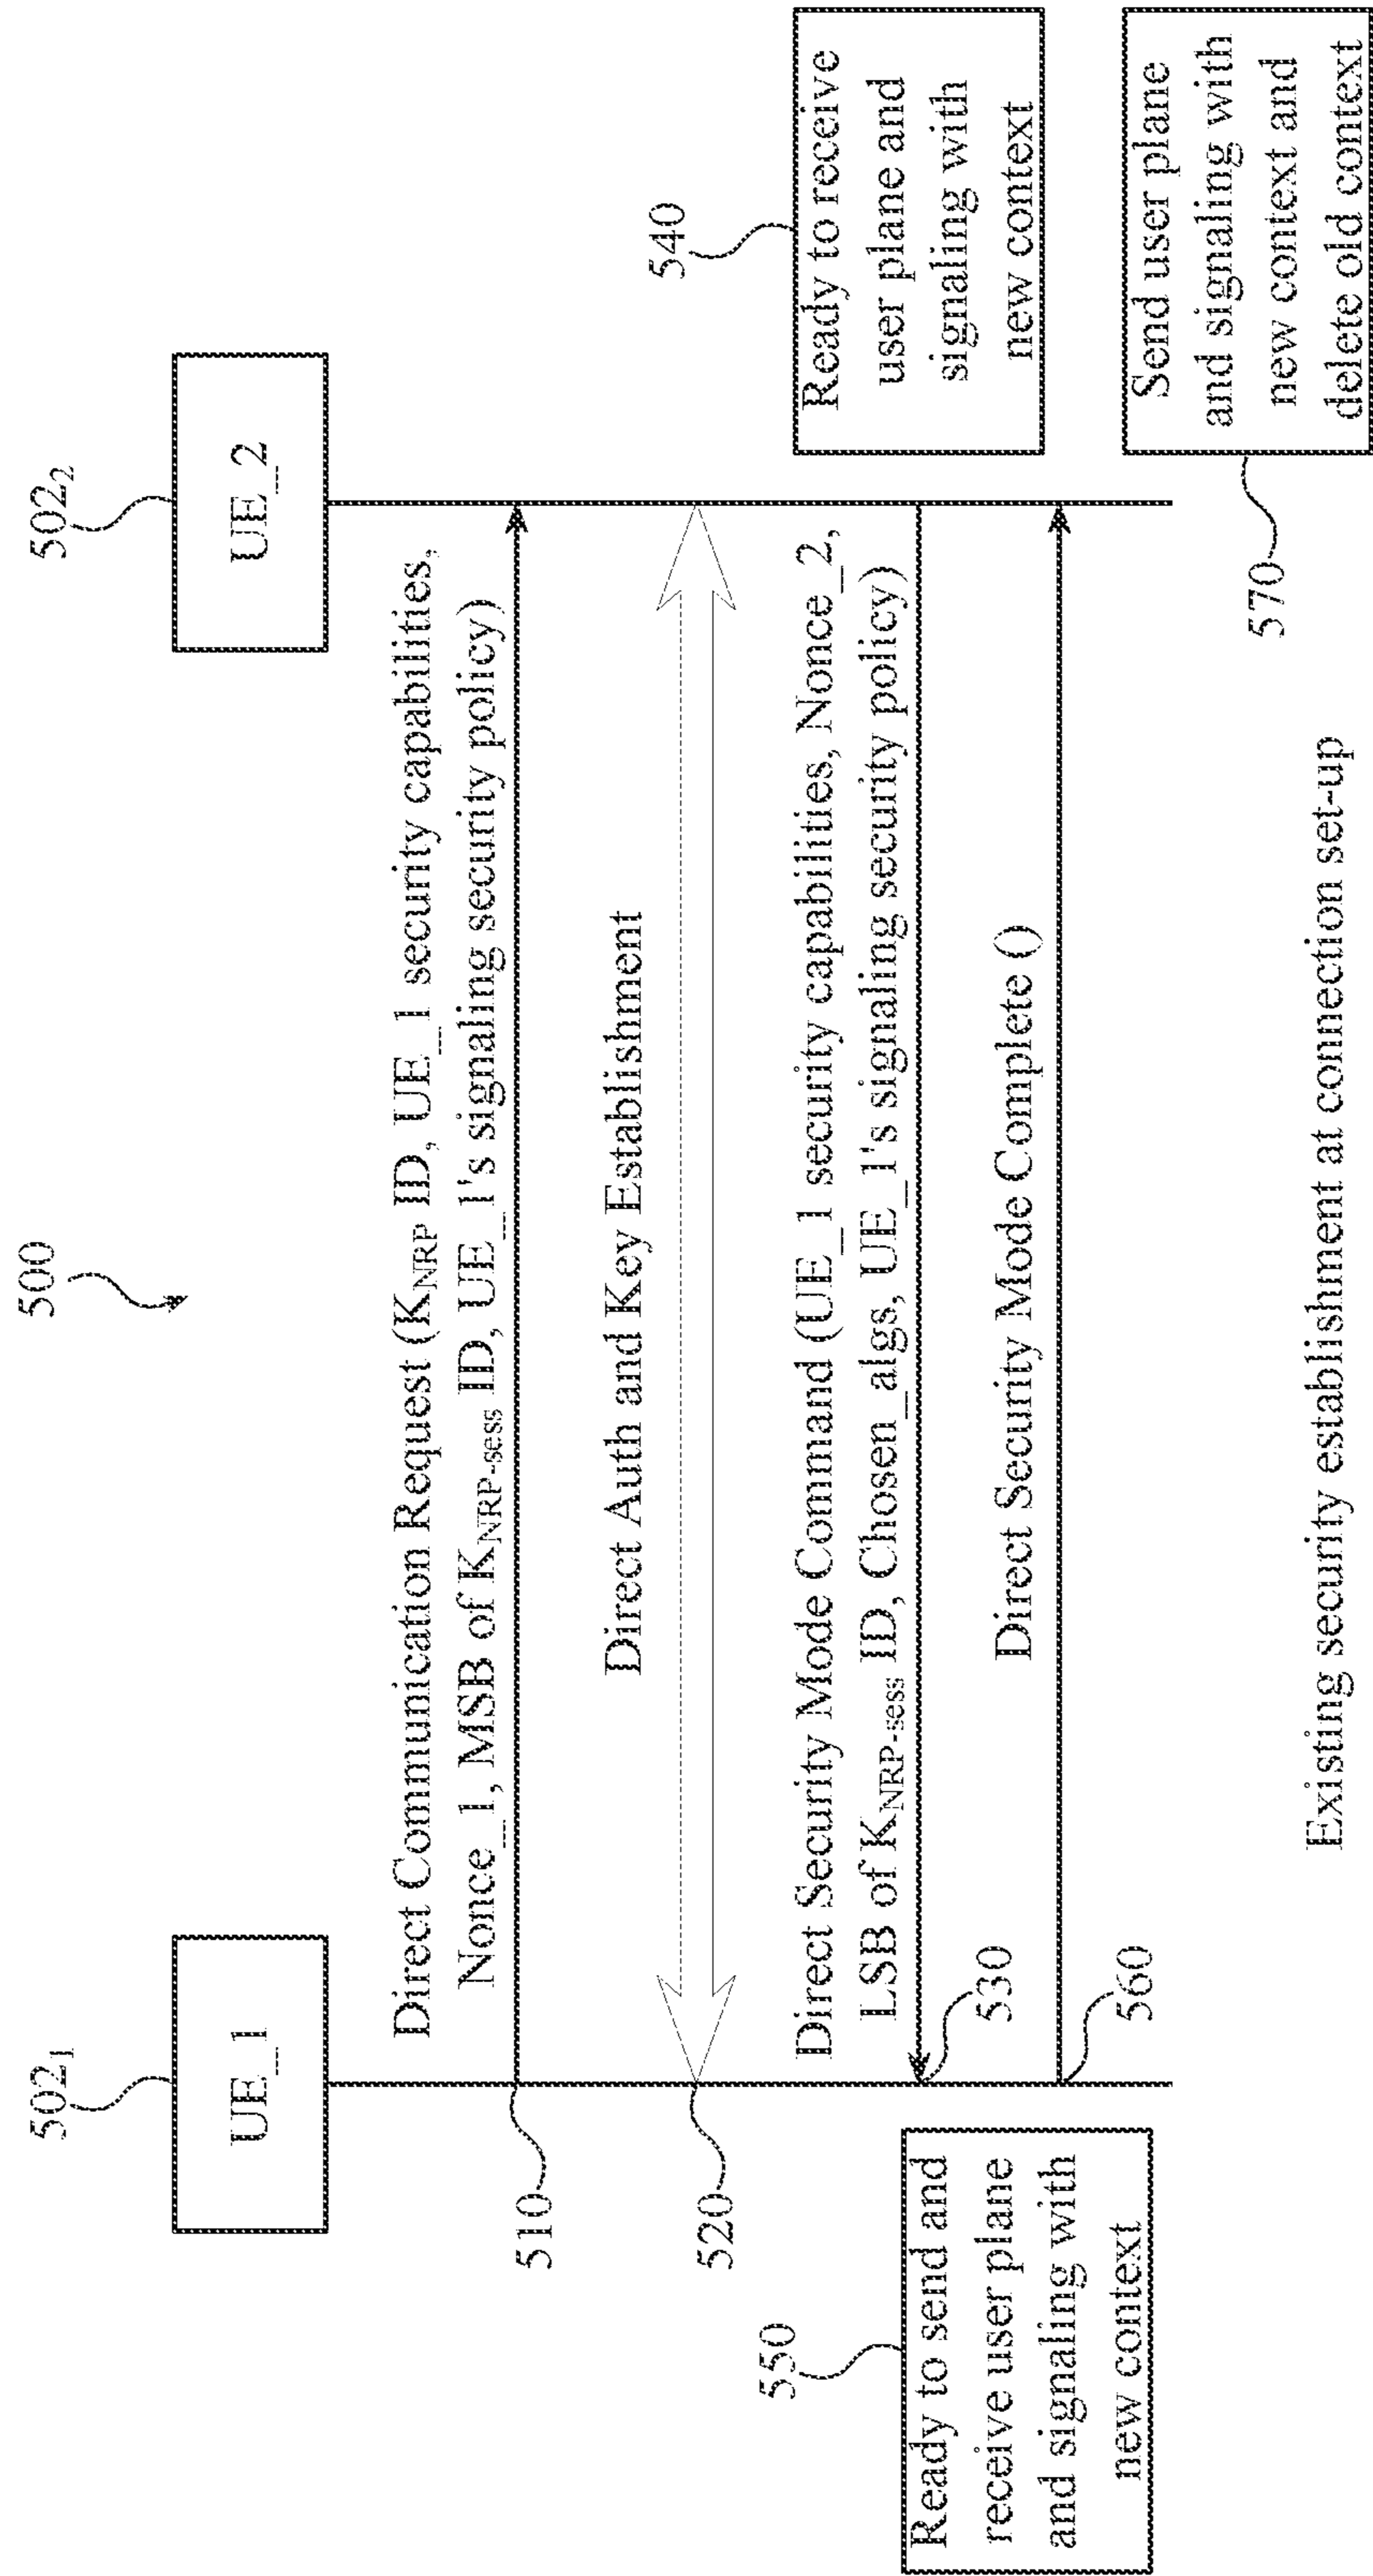 500
502₁
502₂
UE_1
UE_2
Direct Communication Request (K_NRP ID, UE_1 security capabilities,
Nonce_1, MSB of K_NRP-sess ID, UE_1's signaling security policy)
510
Direct Auth and Key Establishment
520
Direct Security Mode Command (UE_1 security capabilities, Nonce_2,
LSB of K_NRP-sess ID, Chosen_algs, UE_1's signaling security policy)
530
540
Ready to receive
user plane and
signaling with
new context
550
Ready to send and
receive user plane
and signaling with
new context
Direct Security Mode Complete ()
560
570
Send user plane
and signaling with
new context and
delete old context
Existing security establishment at connection set-up